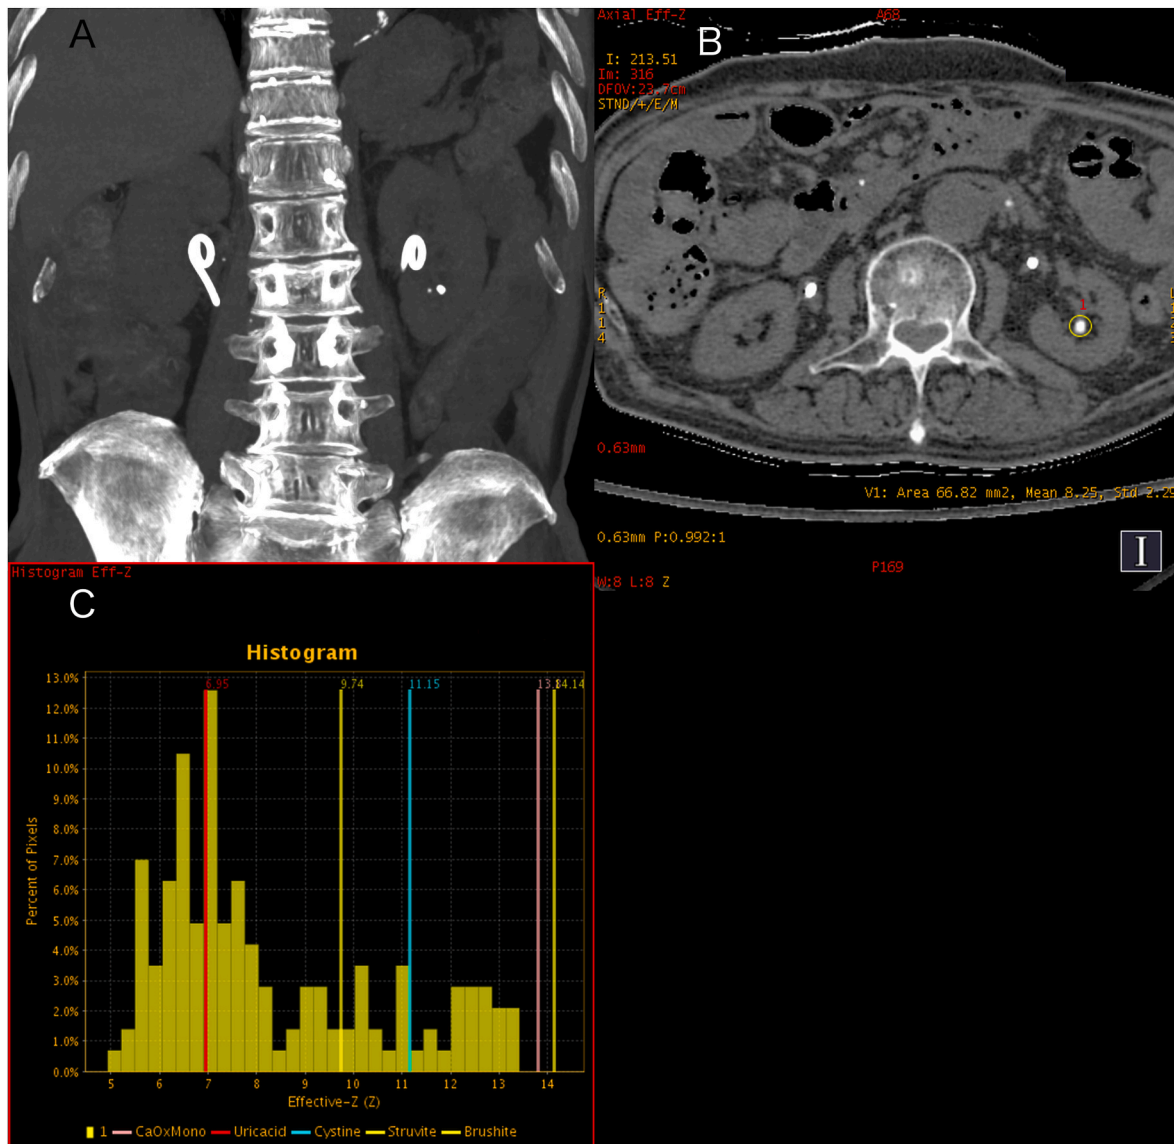 A
Axial Eff-Z
A68
B
I: 213.51
Im: 316
DFOV:23.7cm
STND/4/E/M
R
1
1
4
1
0.63mm
V1: Area 66.82 mm2, Mean 8.25, Std 2.29
0.63mm P:0.992:1
I
P169
W:8 L:8 Z
Histogram Eff-Z
C
Histogram
13.0%
12.0%
11.0%
10.0%
9.0%
8.0%
7.0%
6.0%
5.0%
4.0%
3.0%
2.0%
1.0%
0.0%
Percent of Pixels
6.95
9.74
11.15
14.14
5 6 7 8 9 10 11 12 13 14
Effective-Z (Z)
1 CaOxMono Uricacid Cystine Struvite Brushite